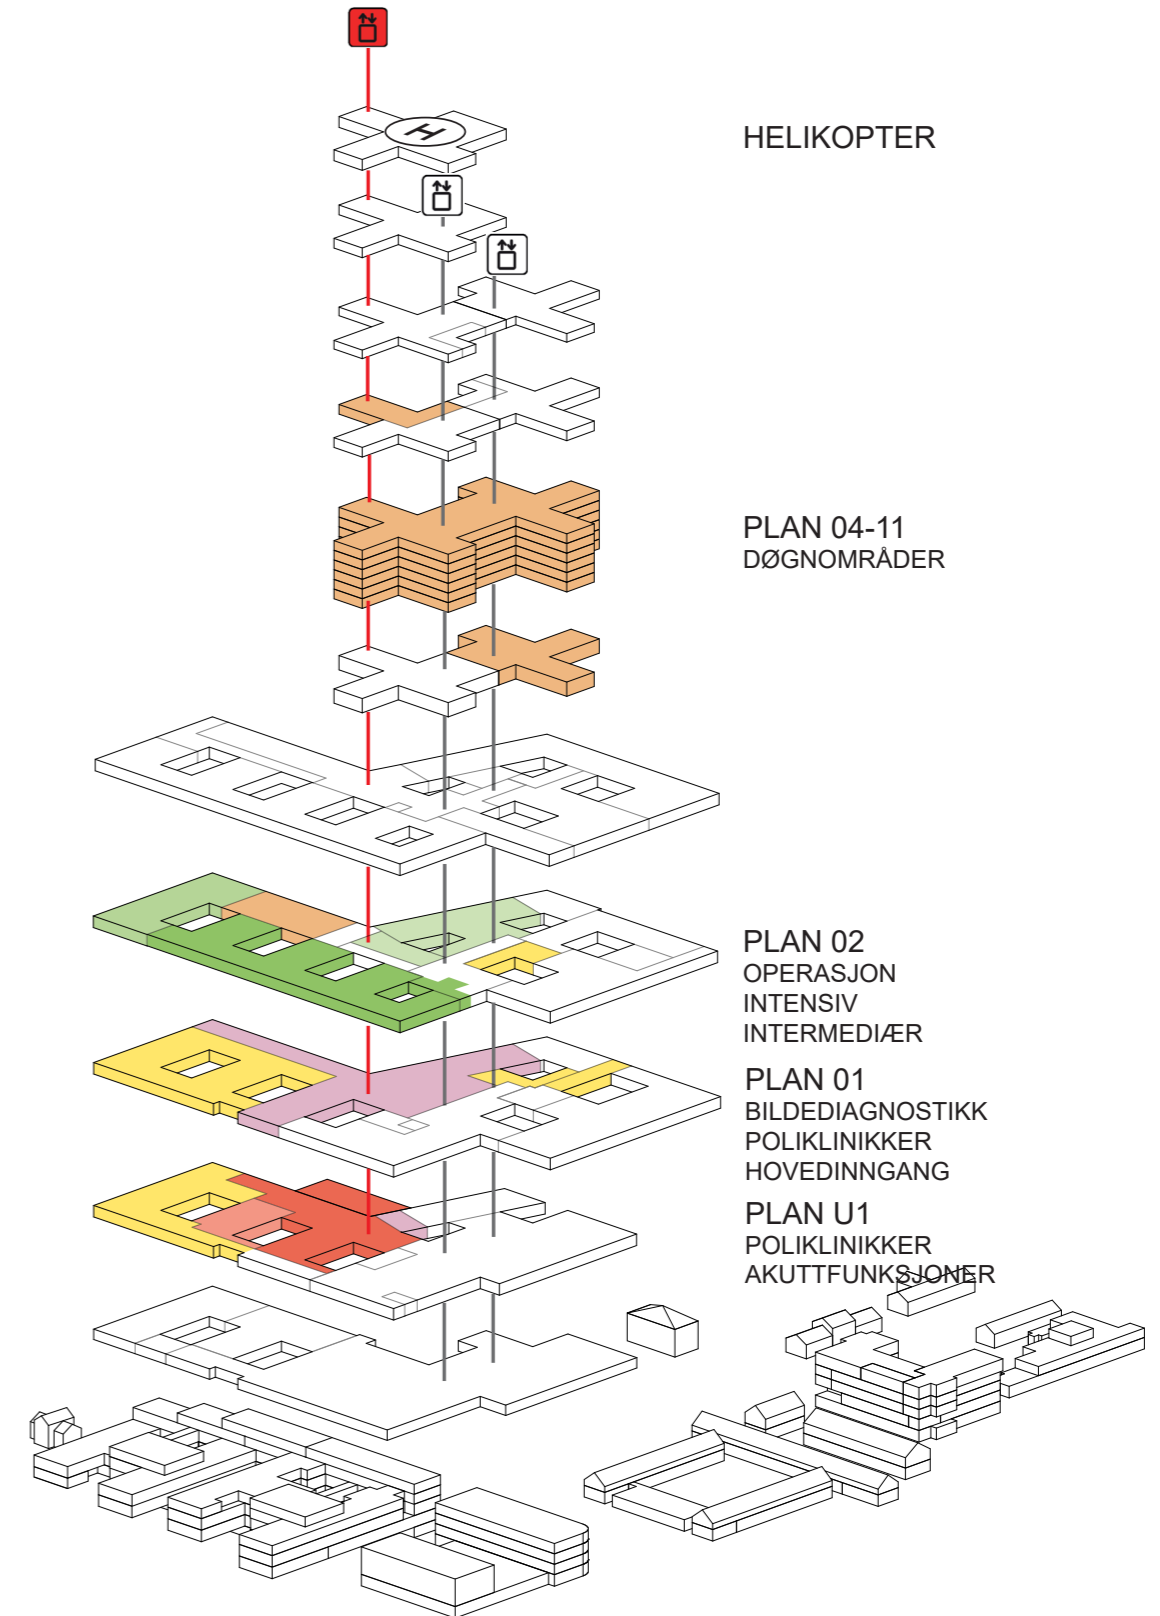 H
HELIKOPTER
PLAN 04-11
DØGNOMRÅDER
PLAN 02
OPERASJON
INTENSIV
INTERMEDIÆR
PLAN 01
BILDEDIAGNOSTIKK
POLIKLINIKKER
HOVEDINNGANG
PLAN U1
POLIKLINIKKER
AKUTTFUNKSJONER